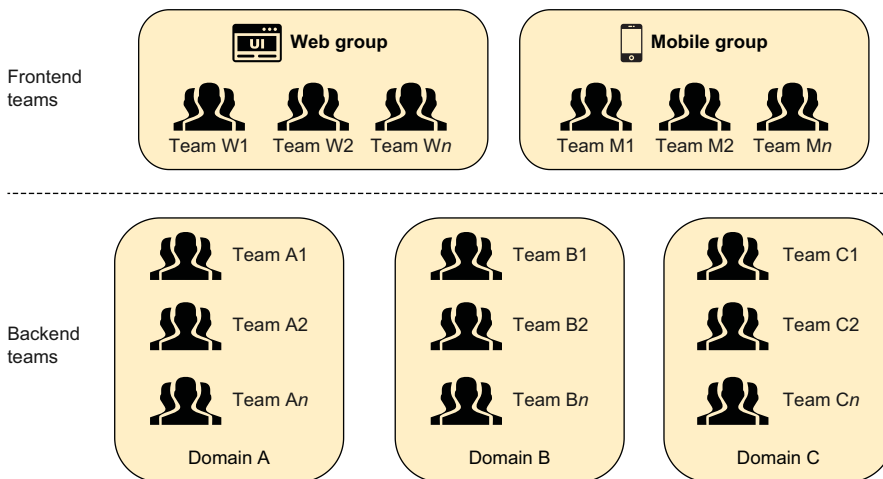 UI
Web group
Mobile group
Frontend
teams
Team W1
Team W2
Team Wn
Team M1
Team M2
Team Mn
Backend
teams
Team A1
Team A2
Team An
Domain A
Team B1
Team B2
Team Bn
Domain B
Team C1
Team C2
Team Cn
Domain C